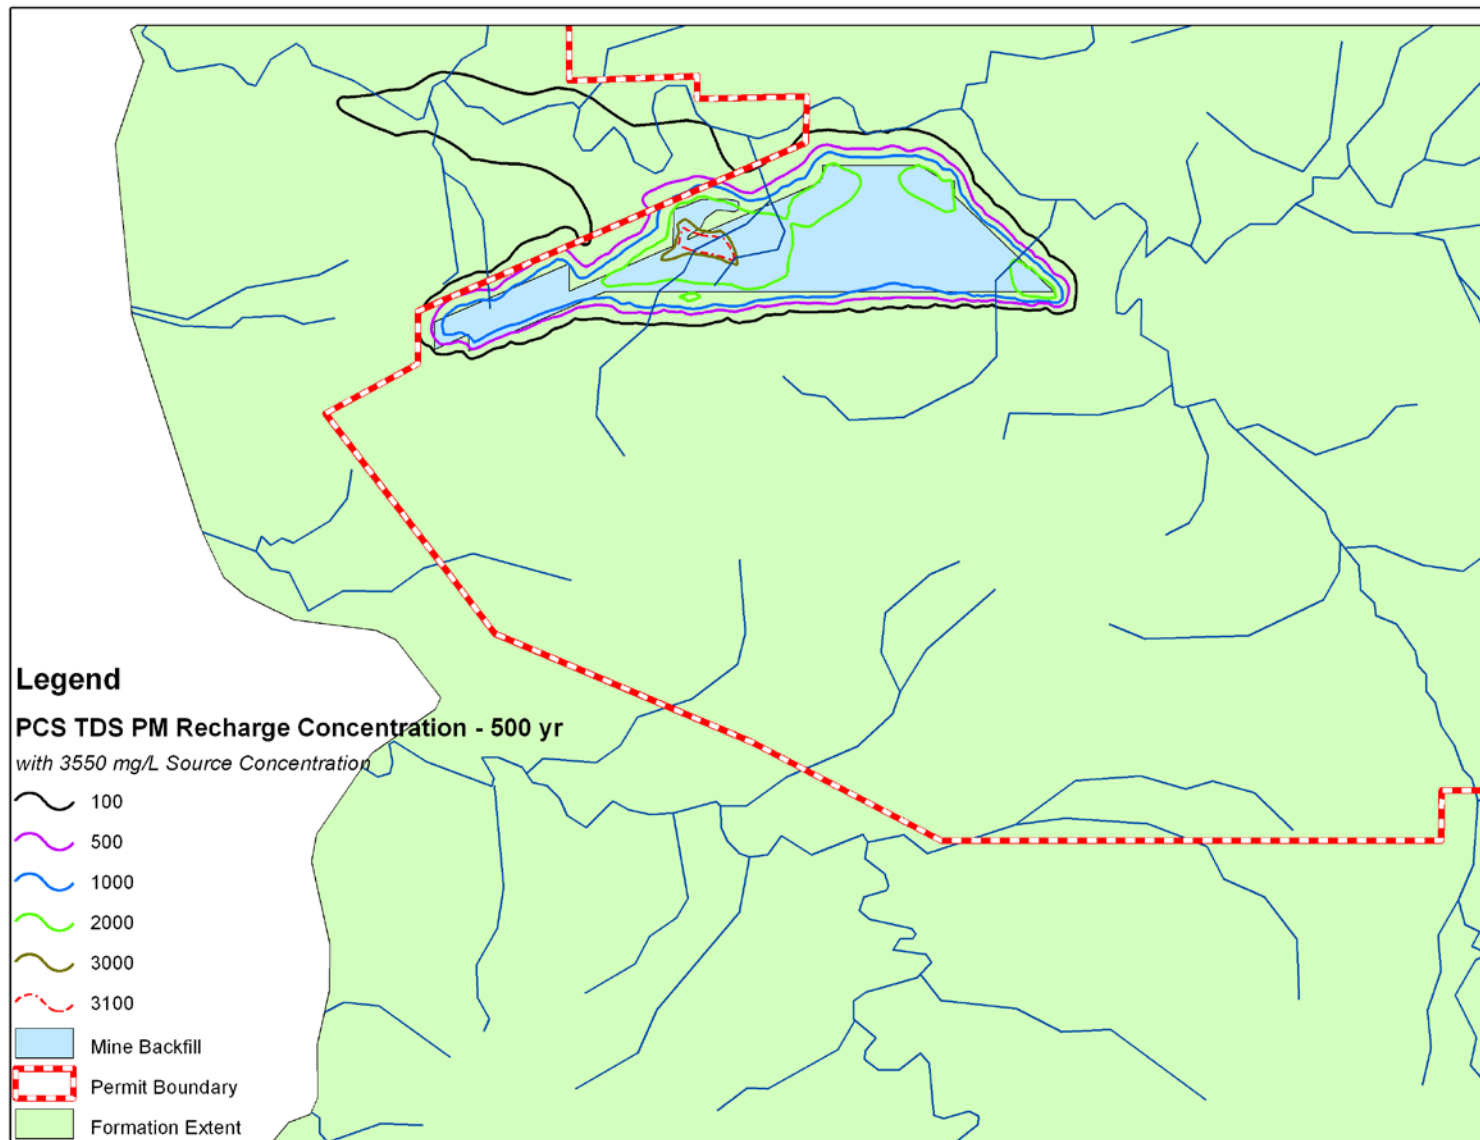 Legend
PCS TDS PM Recharge Concentration - 500 yr
with 3550 mg/L Source Concentration
100
500
1000
2000
3000
3100
Mine Backfill
Permit Boundary
Formation Extent